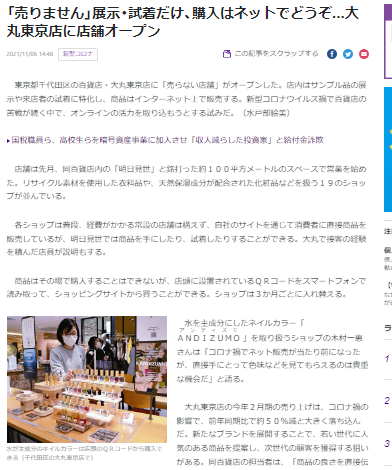 「売りません」展示・試着だけ、購入はネットでどうぞ…大
丸東京店に店舗オープン
2021/11/06 14:48
新型コロナ
この記事をスクラップする
東京都千代田区の百貨店・大丸東京店に「売らない店舗」がオープンした。店内はサンプル品の展
示や来店者の試着に特化し、商品はインターネット上で販売する。新型コロナウイルス禍で百貨店の
苦戦が続く中で、オンラインの活力を取り込もうとする試みだ。（水戸部絵美）
国税職員ら、高校生らを暗号資産事業に加入させ「収入減らした投資家」と給付金詐欺
店舗は先月、同百貨店内の「明日見世」と銘打った約１００平方メートルのスペースで営業を始め
た。リサイクル素材を使用した衣料品や、天然保湿成分が配合された化粧品などを扱う１９のショッ
プが並んでいる。
各ショップは普段、経費がかかる常設の店舗は構えず、自社のサイトを通じて消費者に直接商品を
販売しているが、明日見世では商品を手にしたり、試着したりすることができる。大丸で接客の経験
を積んだ店員が説明もする。
商品はその場で購入することはできないが、店頭に設置されているＱＲコードをスマートフォンで
読み取って、ショッピングサイトから買うことができる。ショップは３か月ごとに入れ替える。
水を主成分にしたネイルカラー「
アンディズモ
ＡＮＤＩＺＵＭＯ」を取り扱うショップの木村一恵
さんは「コロナ禍でネット販売が当たり前になった
が、直接手にとって色味などを見てもらえるのは貴重
な機会だ」と語る。
大丸東京店の今年２月期の売り上げは、コロナ禍の
影響で、前年同期比で約５０％減と大きく落ち込ん
だ。新たなブランドを展開することで、若い世代に人
気のある商品を提案し、次世代の顧客を獲得する狙い
がある。同百貨店の担当者は、「商品の良さを直接伝
水が主成分のネイルカラーは店頭のＱＲコードから購入で
きる（千代田区の大丸東京店で）
注
個
ラ
1
2
3